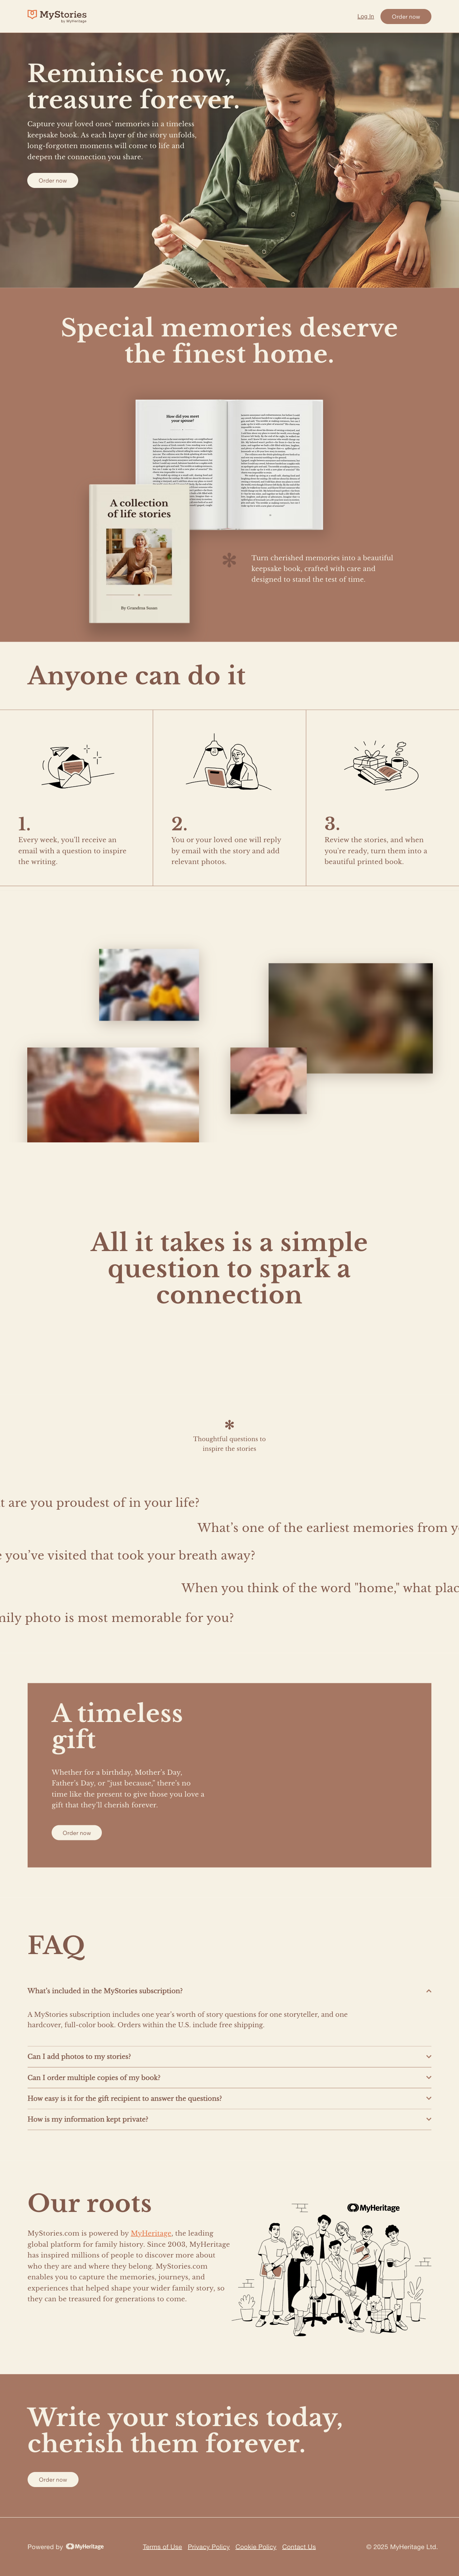 MyStories
by MyHeritage
Log In
Order now
Reminisce now,
treasure forever.
Capture your loved ones’ memories in a timeless
keepsake book. As each layer of the story unfolds,
long-forgotten moments will come to life and
deepen the connection you share.
Order now
Special memories deserve
the finest home.
How did you meet
your spouse?
A collection
of life stories
By Grandma Susan
Turn cherished memories into a beautiful
keepsake book, crafted with care and
designed to stand the test of time.
Anyone can do it
1.
Every week, you'll receive an
email with a question to inspire
the writing.
2.
You or your loved one will reply
by email with the story and add
relevant photos.
3.
Review the stories, and when
you're ready, turn them into a
beautiful printed book.
All it takes is a simple
question to spark a
connection
Thoughtful questions to
inspire the stories
t are you proudest of in your life?
What’s one of the earliest memories from y
e you’ve visited that took your breath away?
When you think of the word "home," what plac
mily photo is most memorable for you?
A timeless
gift
Whether for a birthday, Mother’s Day,
Father’s Day, or “just because,” there’s no
time like the present to give those you love a
gift that they’ll cherish forever.
Order now
FAQ
What’s included in the MyStories subscription?
A MyStories subscription includes one year’s worth of story questions for one storyteller, and one
hardcover, full-color book. Orders within the U.S. include free shipping.
Can I add photos to my stories?
Can I order multiple copies of my book?
How easy is it for the gift recipient to answer the questions?
How is my information kept private?
Our roots
MyHeritage
MyStories.com is powered by MyHeritage, the leading
global platform for family history. Since 2003, MyHeritage
has inspired millions of people to discover more about
who they are and where they belong. MyStories.com
enables you to capture the memories, journeys, and
experiences that helped shape your wider family story, so
they can be treasured for generations to come.
Write your stories today,
cherish them forever.
Order now
Powered by MyHeritage
Terms of Use Privacy Policy Cookie Policy Contact Us
© 2025 MyHeritage Ltd.